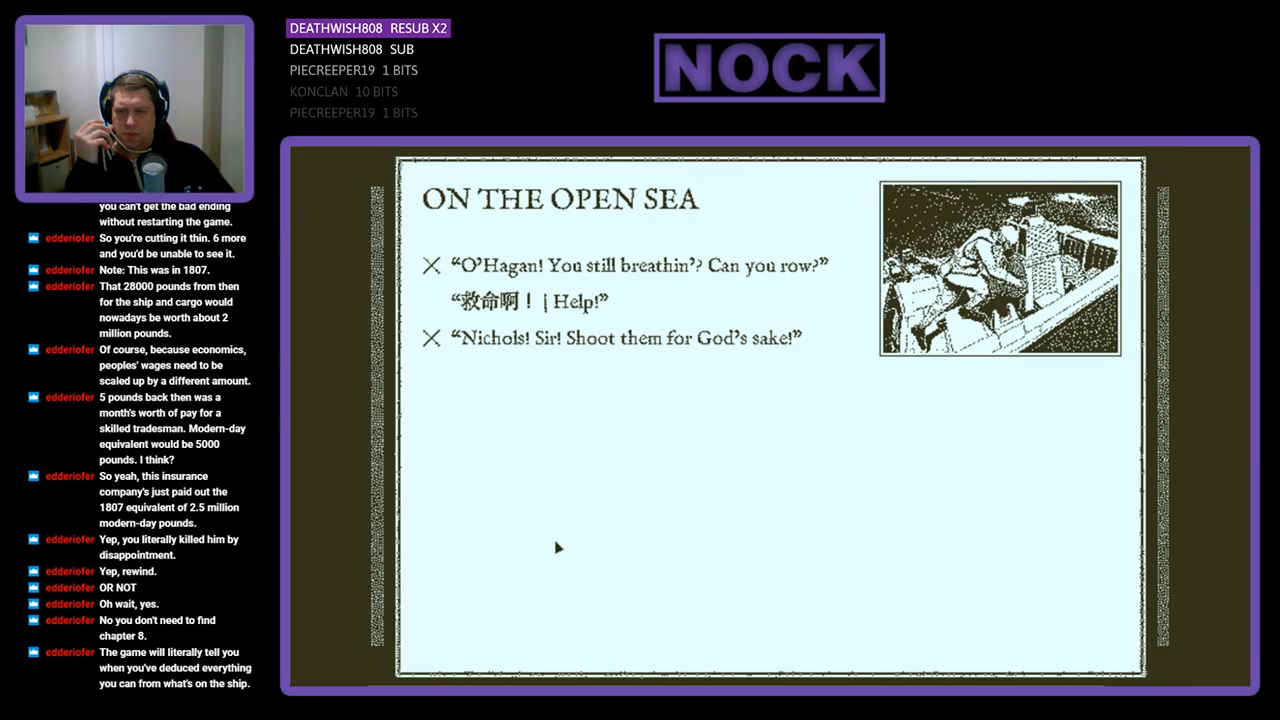 DEATHWISH808 RESUB X2
DEATHWISH808 SUB
PIECREEPER19 1 BITS
KONCLAN 10 BITS
PIECREEPER19 1 BITS
NOCK
you can't get the bad ending
without restarting the game.
edderiofer So you're cutting it thin. 6 more
and you'd be unable to see it.
edderiofer Note: This was in 1807.
edderiofer That 28000 pounds from then
for the ship and cargo would
nowadays be worth about 2
million pounds.
edderiofer Of course, because economics,
peoples' wages need to be
scaled up by a different amount.
edderiofer 5 pounds back then was a
month's worth of pay for a
skilled tradesman. Modern-day
equivalent would be 5000
pounds. I think?
edderiofer So yeah, this insurance
company's just paid out the
1807 equivalent of 2.5 million
modern-day pounds.
edderiofer Yep, you literally killed him by
disappointment.
edderiofer Yep, rewind.
edderiofer OR NOT
edderiofer Oh wait, yes.
edderiofer No you don't need to find
chapter 8.
edderiofer The game will literally tell you
when you've deduced everything
you can from what's on the ship.
ON THE OPEN SEA
“O'Hagan! You still breathin'? Can you row?”
“救命啊！ | Help!”
“Nichols! Sir! Shoot them for God's sake!”